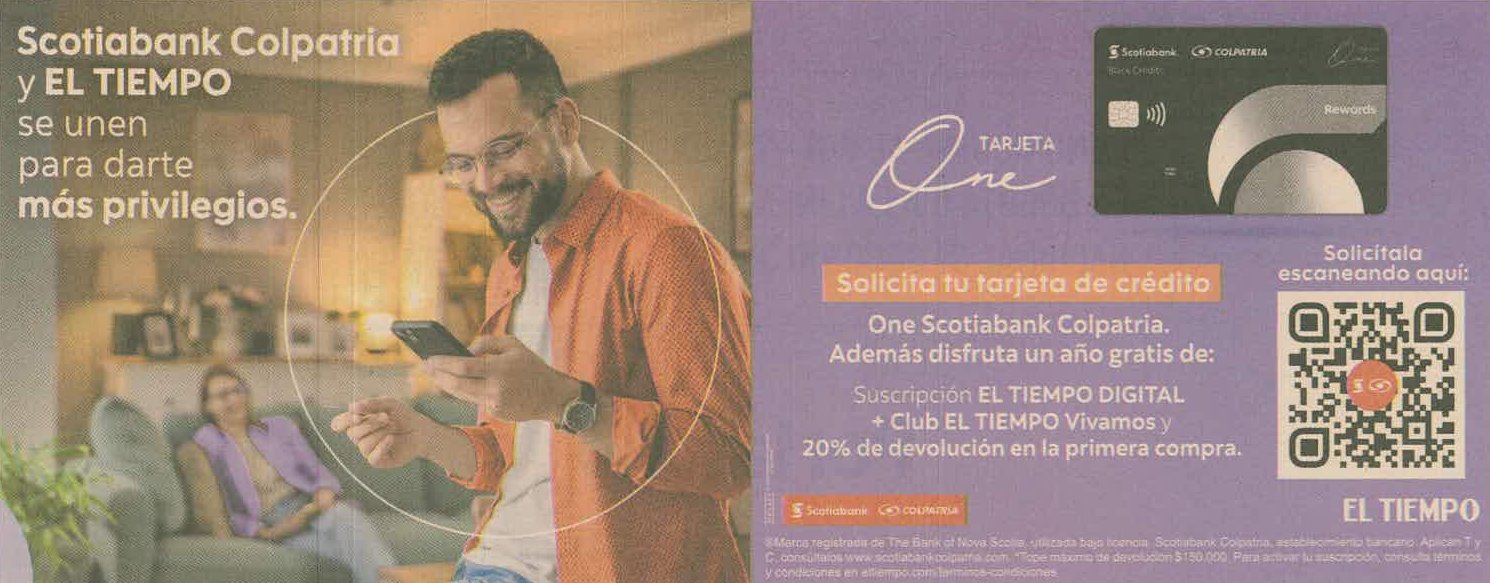 Scotiabank Colpatria
y EL TIEMPO
se unen
para darte
más privilegios.
TARJETA
One
Scotiabank COLPATRIA One
Black Crédito
Rewards
Solicítala
escaneando aquí:
Solicita tu tarjeta de crédito
One Scotiabank Colpatria.
Además disfruta un año gratis de:
Suscripción EL TIEMPO DIGITAL
+ Club EL TIEMPO Vivamos y
20% de devolución en la primera compra.
Scotiabank COLPATRIA
EL TIEMPO
®Marca registrada de The Bank of Nova Scotia, utilizada bajo licencia. Scotiabank Colpatria, establecimiento bancario. Aplican T y
C, consúltalos www.scotiabankcolpatria.com. *Tope máximo de devolución $150.000. Para activar tu suscripción, consulta términos
y condiciones en eltiempo.com/terminos-condiciones